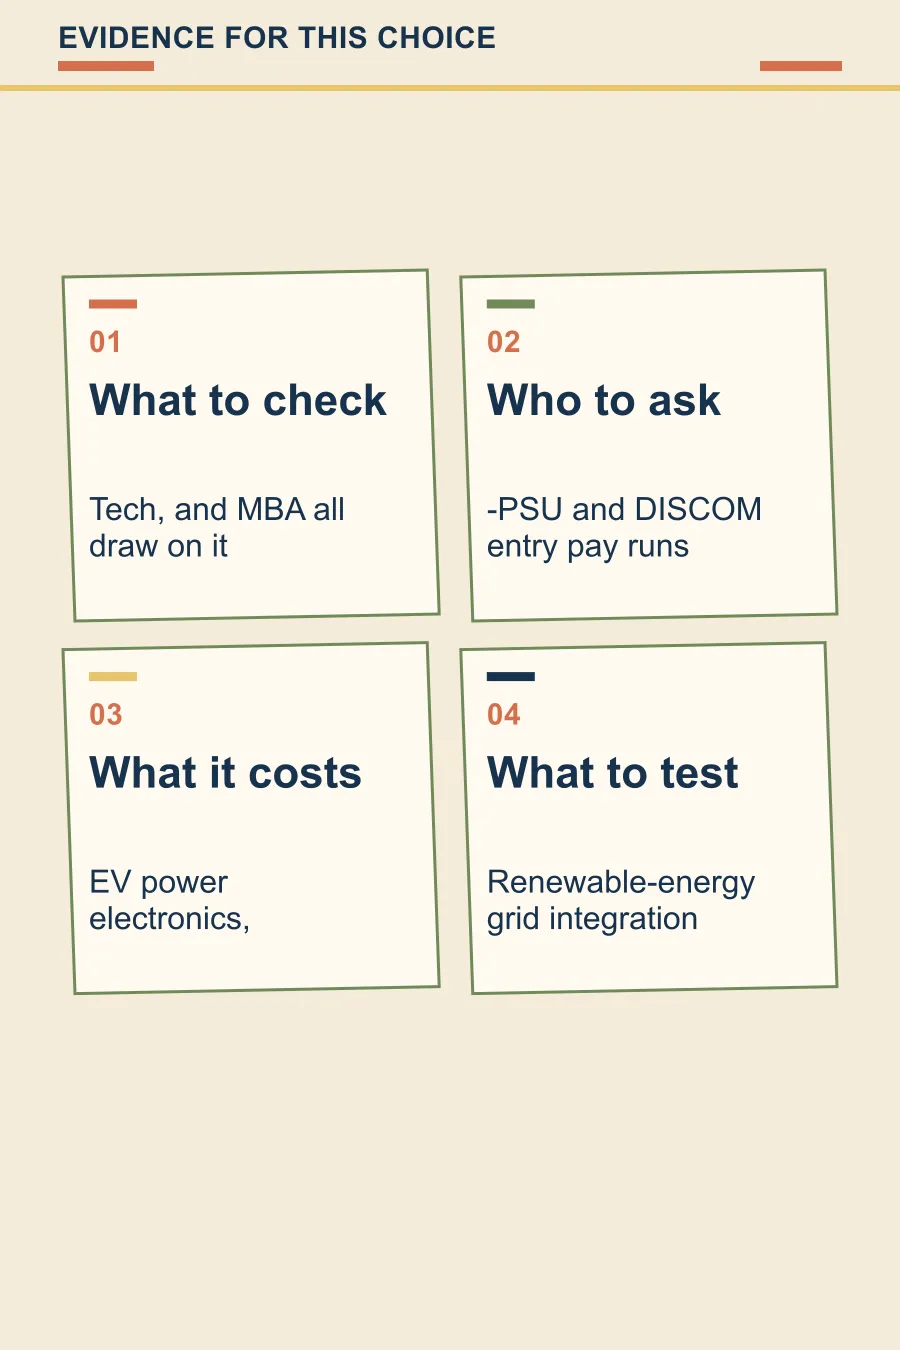 EVIDENCE FOR THIS CHOICE
01
What to check
Tech, and MBA all
draw on it
02
Who to ask
-PSU and DISCOM
entry pay runs
03
What it costs
EV power
electronics,
04
What to test
Renewable-energy
grid integration